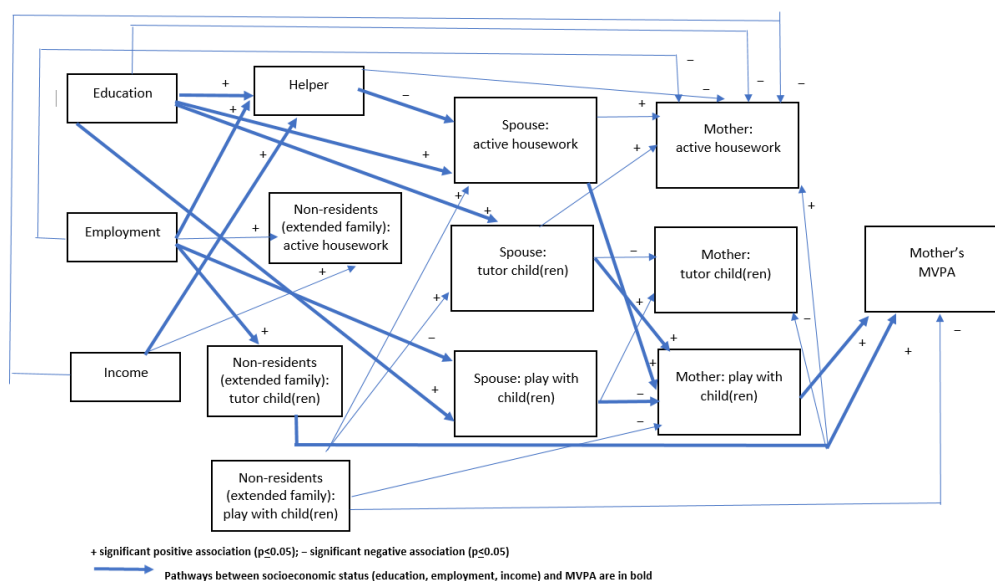 Education
Helper
Spouse:
active housework
Mother:
active housework
Employment
Non-residents
(extended family):
active housework
Spouse:
tutor child(ren)
Mother:
tutor child(ren)
Mother's
MVPA
Income
Non-residents
(extended family):
tutor child(ren)
Spouse: play with
child(ren)
Mother: play with
child(ren)
Non-residents
(extended family):
play with child(ren)
+ significant positive association (p≤0.05); – significant negative association (p≤0.05)
Pathways between socioeconomic status (education, employment, income) and MVPA are in bold